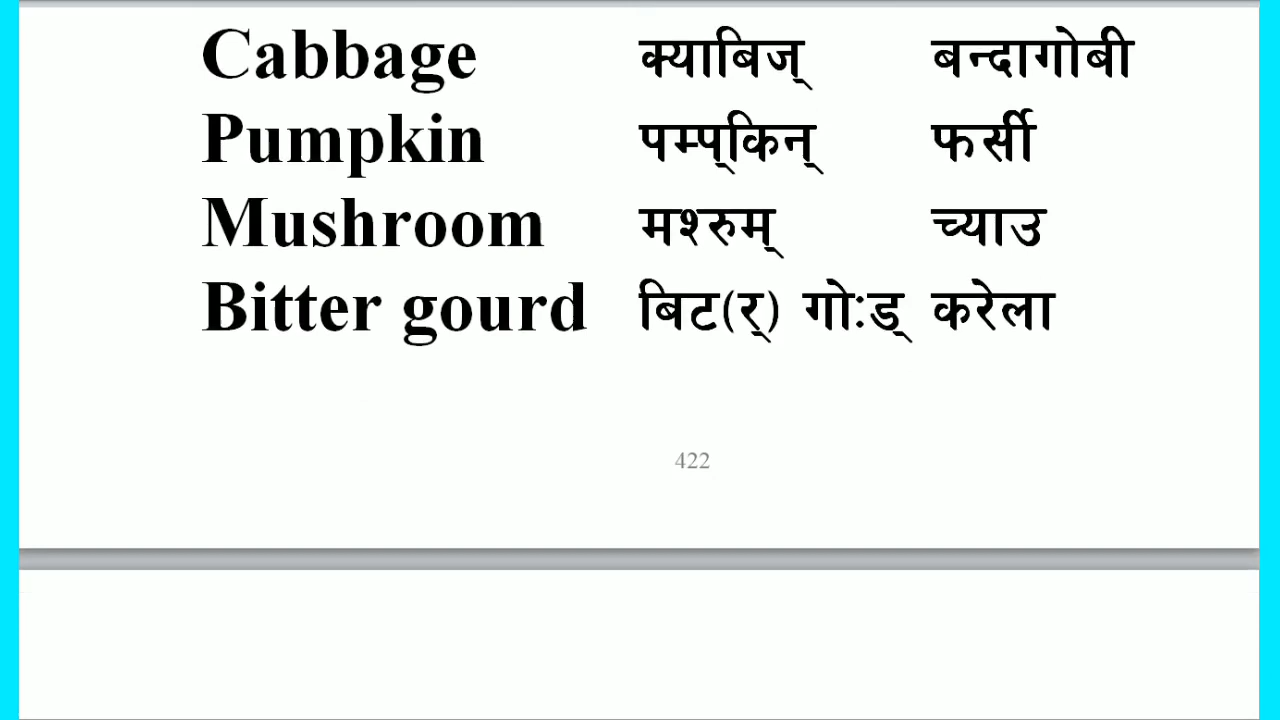 Cabbage क्याबिज् बन्दागोबी
Pumpkin पम्प्‌किन् फर्सी
Mushroom मश्रुम् च्याउ
Bitter gourd बिट(र्) गोःड् करेला
422